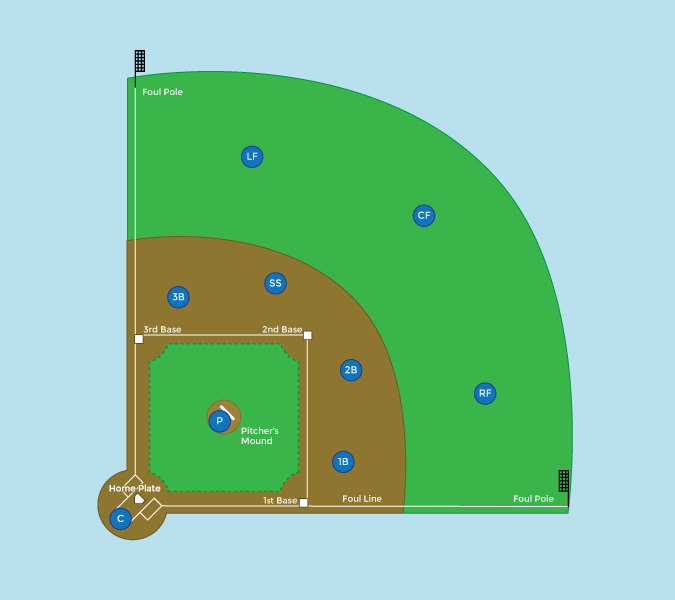 Foul Pole
LF
CF
SS
3B
3rd Base
2nd Base
2B
RF
P
Pitcher's
Mound
1B
Home Plate
1st Base
Foul Line
Foul Pole
C